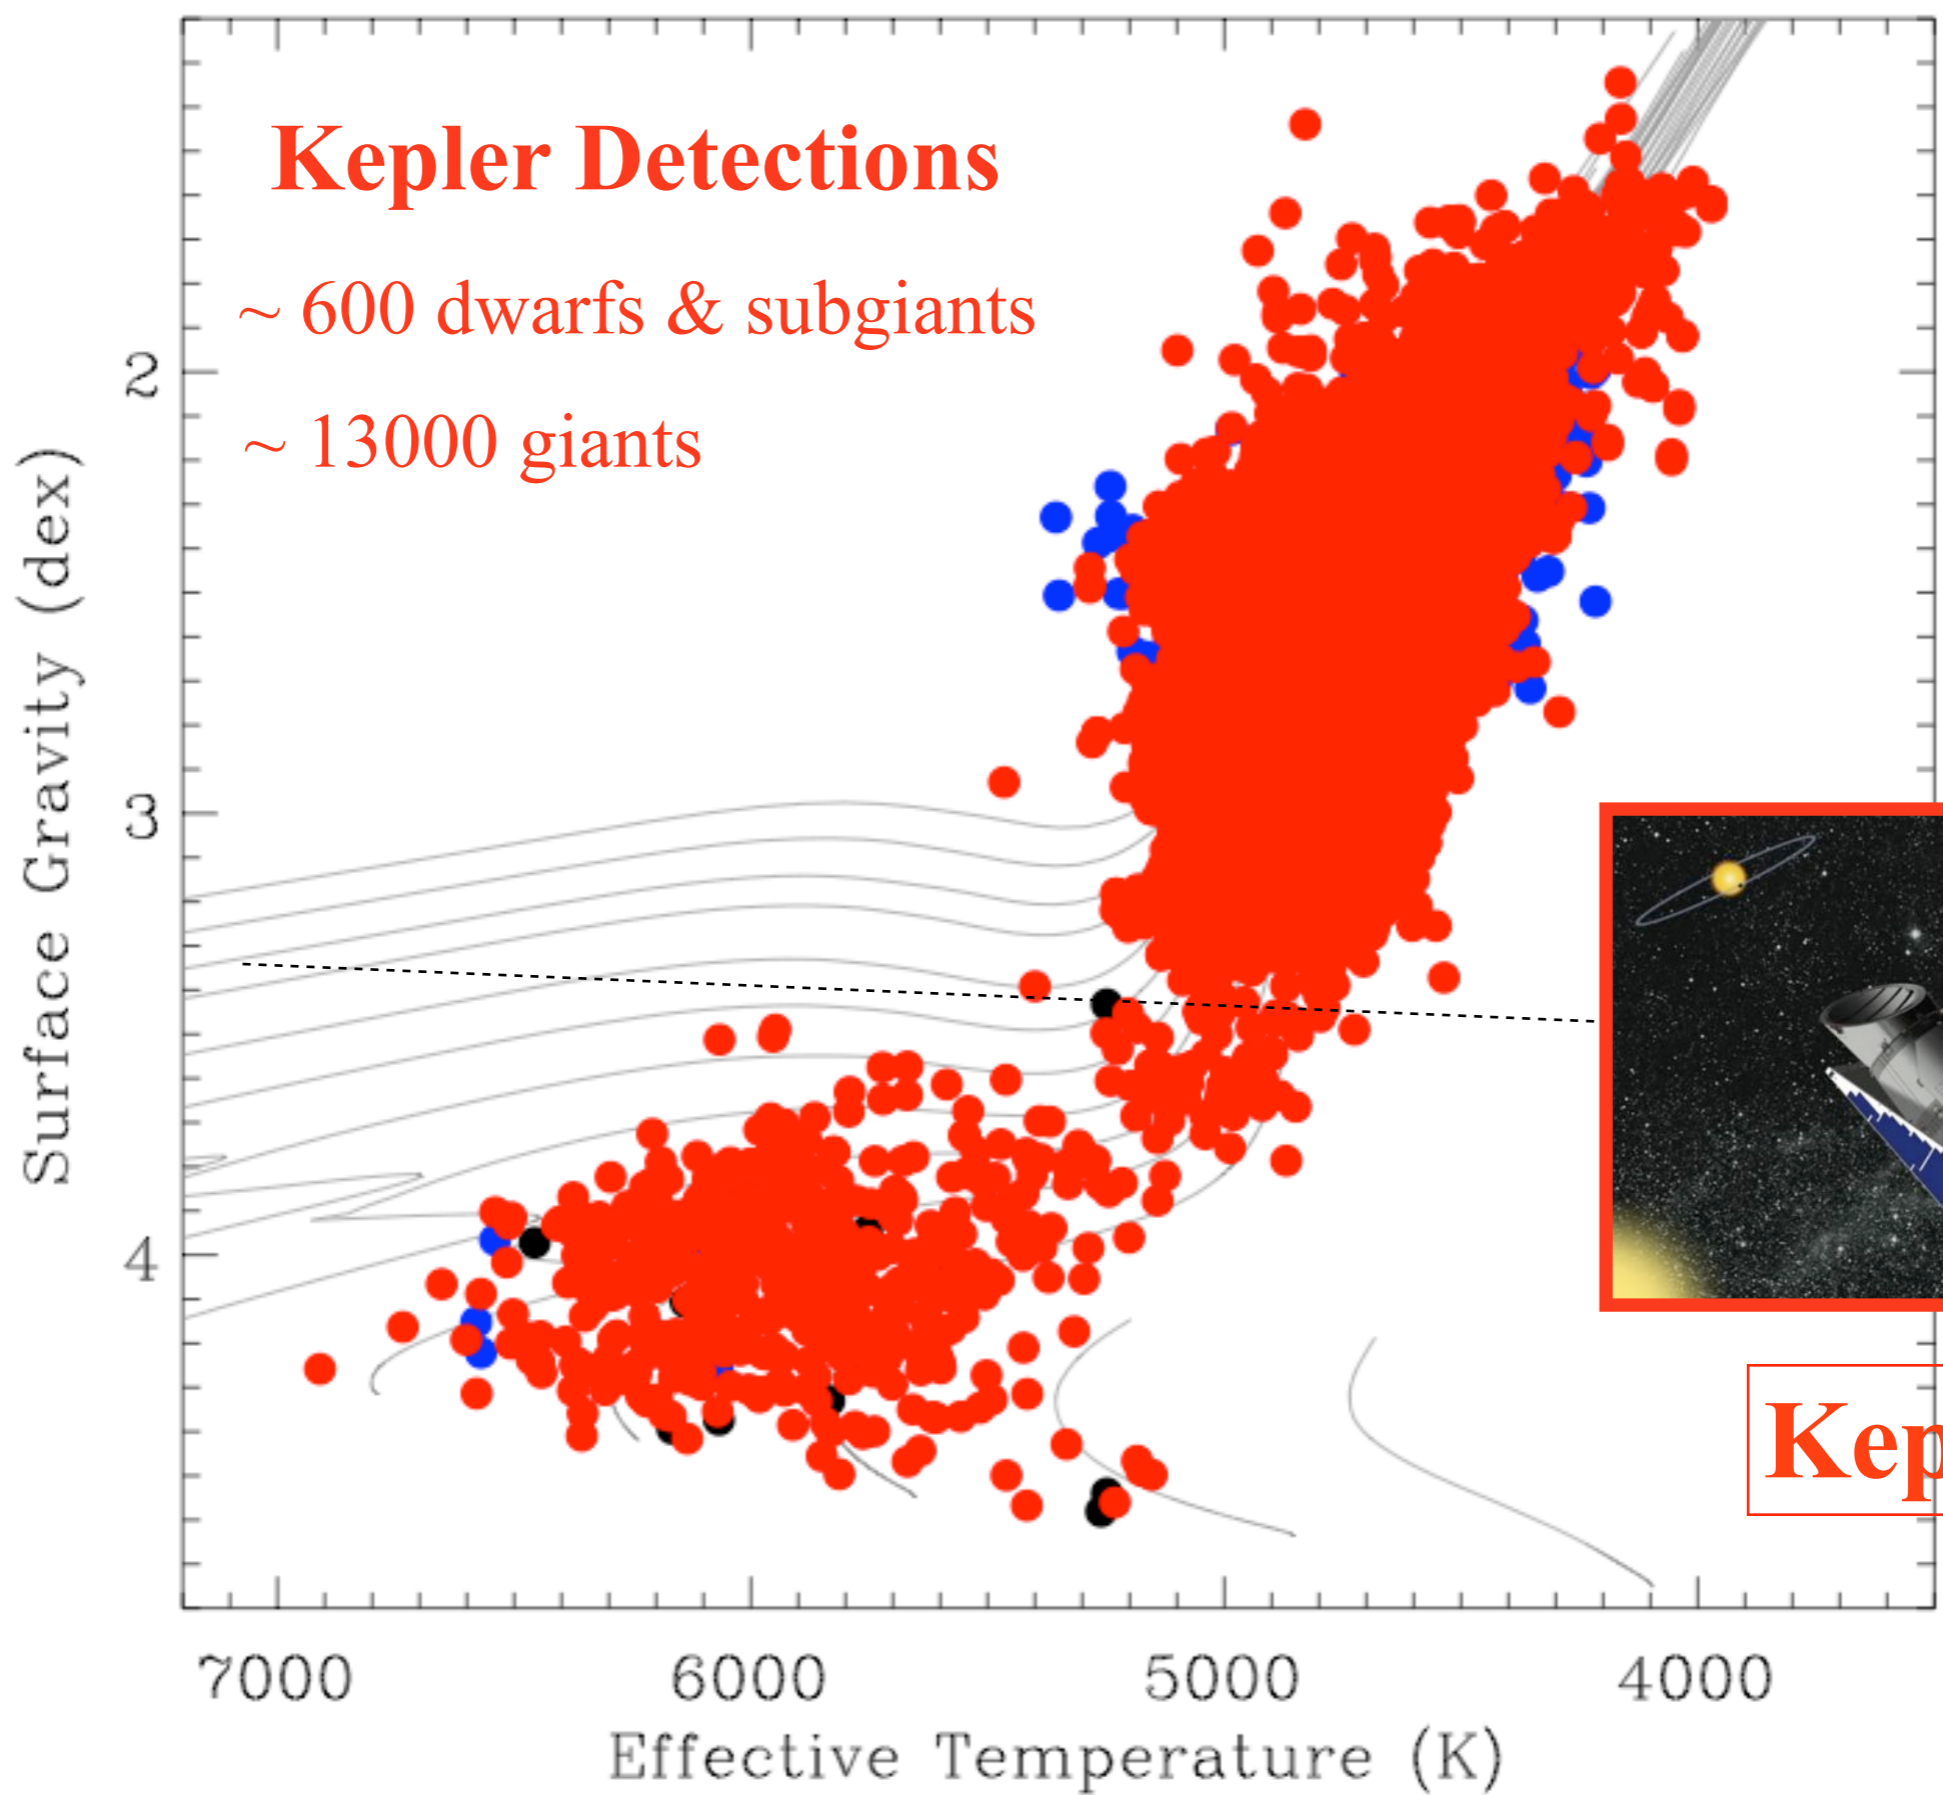 Kepler Detections
~ 600 dwarfs & subgiants
~ 13000 giants
2
3
4
Surface Gravity (dex)
Kep
7000 6000 5000 4000
Effective Temperature (K)